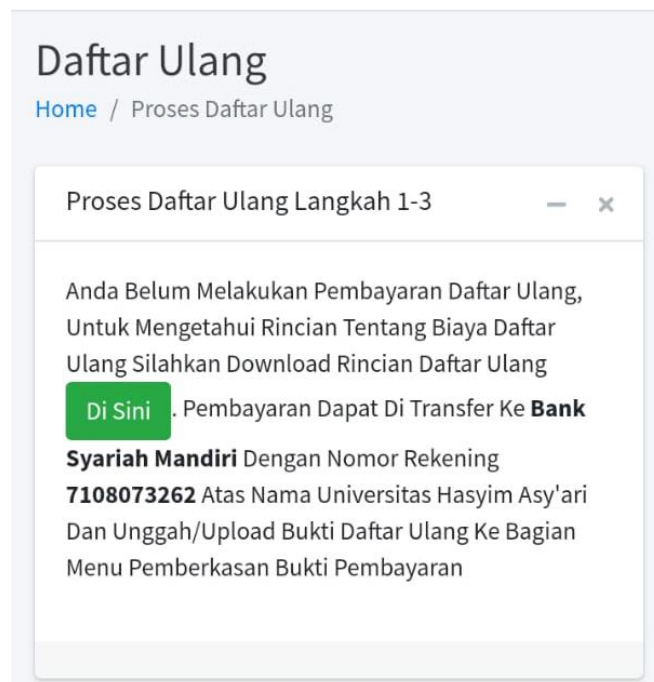 Daftar Ulang
Home / Proses Daftar Ulang
Proses Daftar Ulang Langkah 1-3
Anda Belum Melakukan Pembayaran Daftar Ulang,
Untuk Mengetahui Rincian Tentang Biaya Daftar
Ulang Silahkan Download Rincian Daftar Ulang
Di Sini . Pembayaran Dapat Di Transfer Ke Bank
Syariah Mandiri Dengan Nomor Rekening
7108073262 Atas Nama Universitas Hasyim Asy'ari
Dan Unggah/Upload Bukti Daftar Ulang Ke Bagian
Menu Pemberkasan Bukti Pembayaran